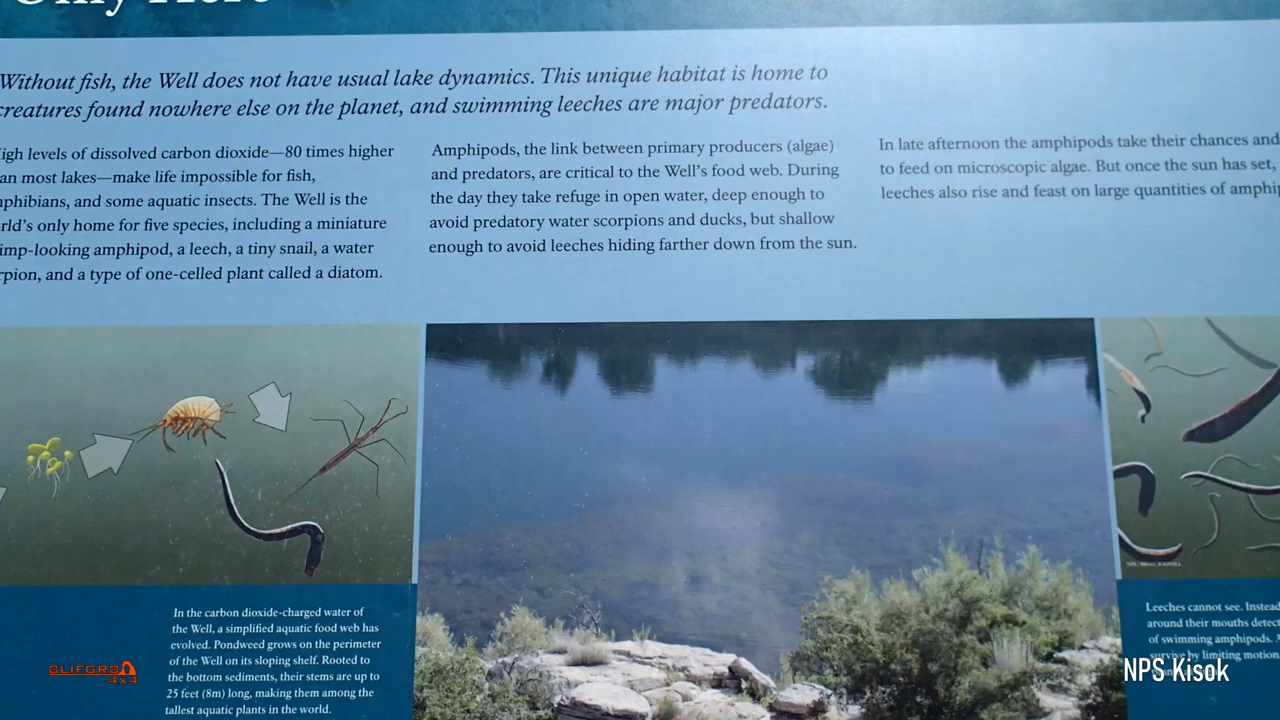 Only Here
Without fish, the Well does not have usual lake dynamics. This unique habitat is home to
creatures found nowhere else on the planet, and swimming leeches are major predators.
igh levels of dissolved carbon dioxide—80 times higher
an most lakes—make life impossible for fish,
nphibians, and some aquatic insects. The Well is the
rld's only home for five species, including a miniature
imp-looking amphipod, a leech, a tiny snail, a water
rpion, and a type of one-celled plant called a diatom.
Amphipods, the link between primary producers (algae)
and predators, are critical to the Well's food web. During
the day they take refuge in open water, deep enough to
avoid predatory water scorpions and ducks, but shallow
enough to avoid leeches hiding farther down from the sun.
In late afternoon the amphipods take their chances and
to feed on microscopic algae. But once the sun has set,
leeches also rise and feast on large quantities of amphip
In the carbon dioxide-charged water of
the Well, a simplified aquatic food web has
evolved. Pondweed grows on the perimeter
of the Well on its sloping shelf. Rooted to
the bottom sediments, their stems are up to
25 feet (8m) long, making them among the
tallest aquatic plants in the world.
Leeches cannot see. Instead
around their mouths detect
of swimming amphipods. A
survive by limiting motion
NPS Kisok
OLIFGR8
4x4